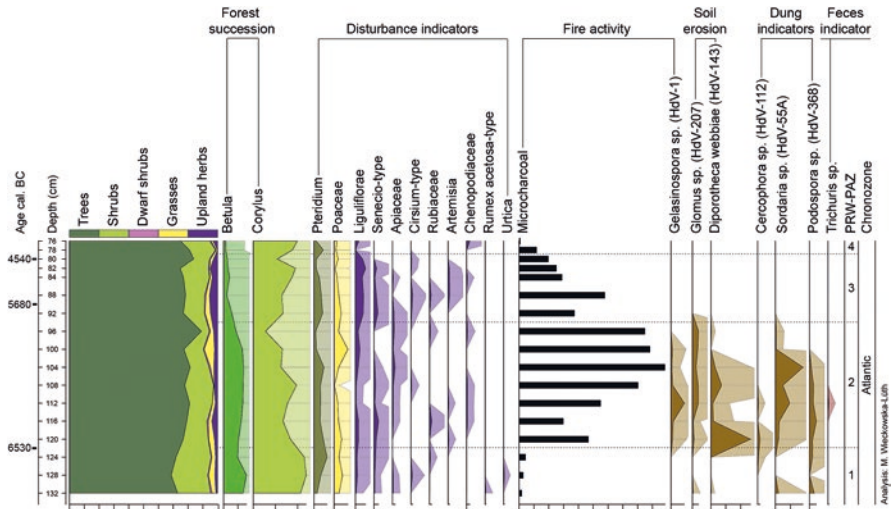 Forest succession
Disturbance indicators
Fire activity
Soil erosion
Dung indicators
Feces indicator
Age cal. BC
Depth (cm)
Trees
Shrubs
Dwarf shrubs
Grasses
Upland herbs
Betula
Corylus
Pteridium
Poaceae
Liguliflorae
Senecio-type
Apiaceae
Cirsium-type
Rubiaceae
Artemisia
Chenopodiaceae
Rumex acetosa-type
Urtica
Microcharcoal
Gelasinospora sp. (HdV-1)
Glomus sp. (HdV-207)
Diporotheca webbiae (HdV-143)
Cercophora sp. (HdV-112)
Sordaria sp. (HdV-55A)
Podospora sp. (HdV-368)
Trichuris sp.
PRW-PAZ
Chronozone
4540
5680
6530
76
78
80
82
84
88
92
96
100
104
108
112
116
120
124
128
132
4
3
2
1
Atlantic
Analysis: M. Wieckowska-Lüth